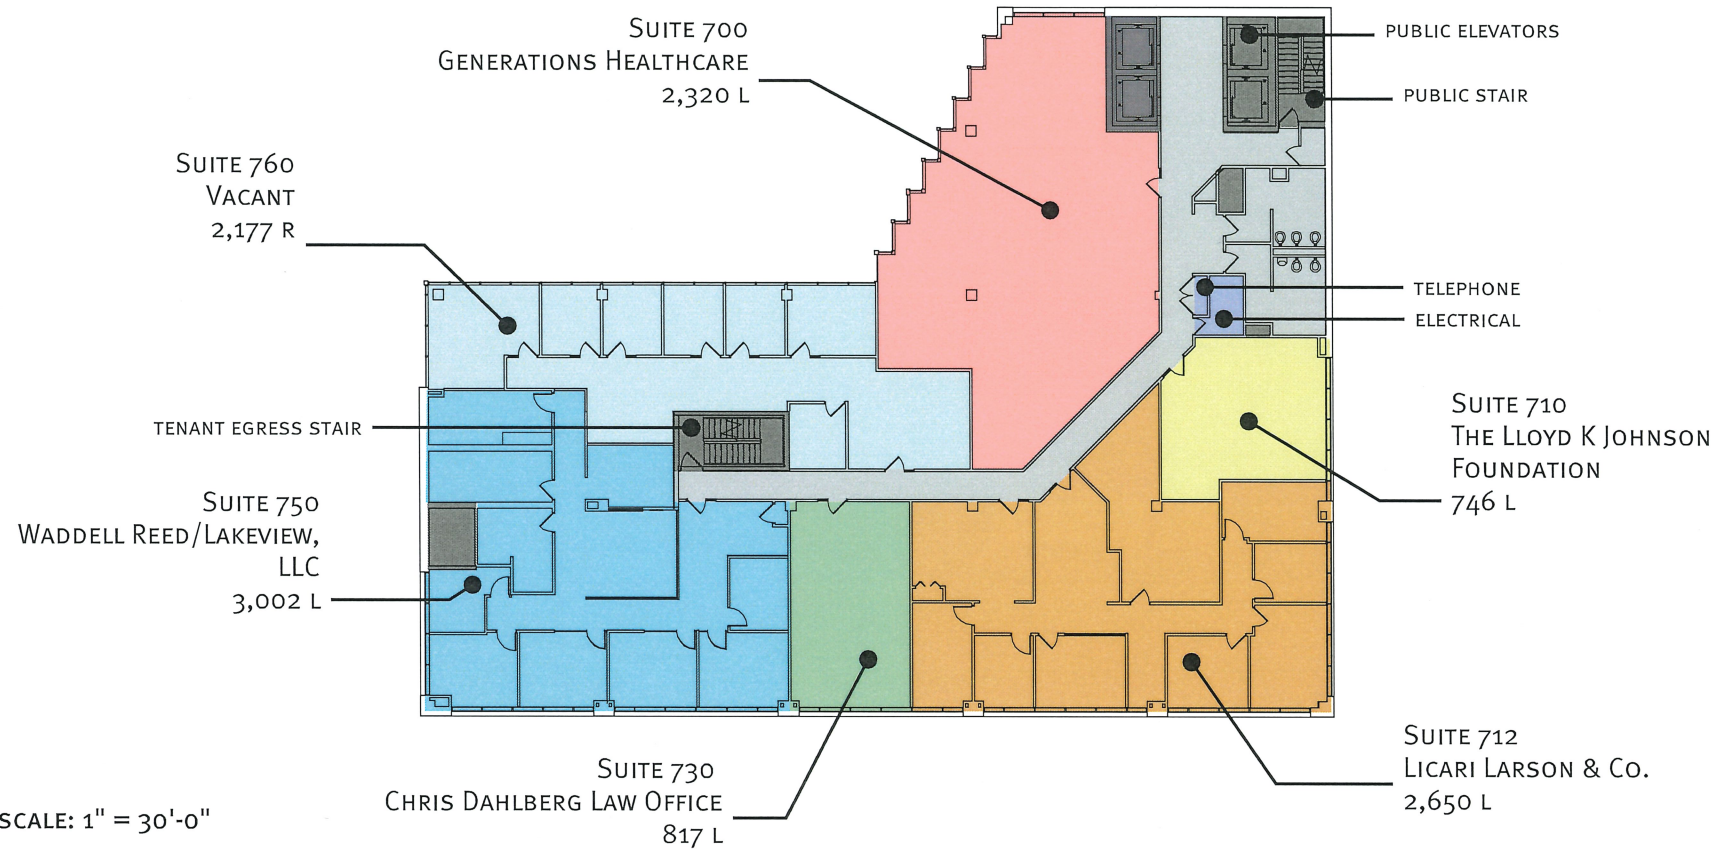 Suite 700
Generations Healthcare
2,320 L
PUBLIC ELEVATORS
PUBLIC STAIR
Suite 760
Vacant
2,177 R
TELEPHONE
ELECTRICAL
TENANT EGRESS STAIR
Suite 710
The Lloyd K Johnson
Foundation
746 L
Suite 750
Waddell Reed/Lakeview,
LLC
3,002 L
Suite 712
Licari Larson & Co.
2,650 L
Suite 730
Chris Dahlberg Law Office
817 L
SCALE: 1" = 30'-0"